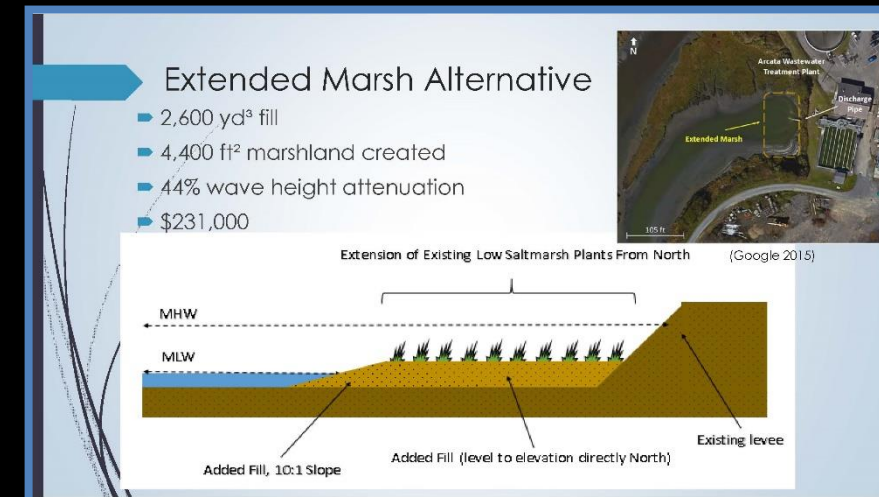 Extended Marsh Alternative
2,600 yd³ fill
4,400 ft² marshland created
44% wave height attenuation
$231,000
N
Arcata Wastewater
Treatment Plant
Discharge
Pipe
Extended Marsh
105 ft
(Google 2015)
Extension of Existing Low Saltmarsh Plants From North
MHW
MLW
Existing levee
Added Fill (level to elevation directly North)
Added Fill, 10:1 Slope